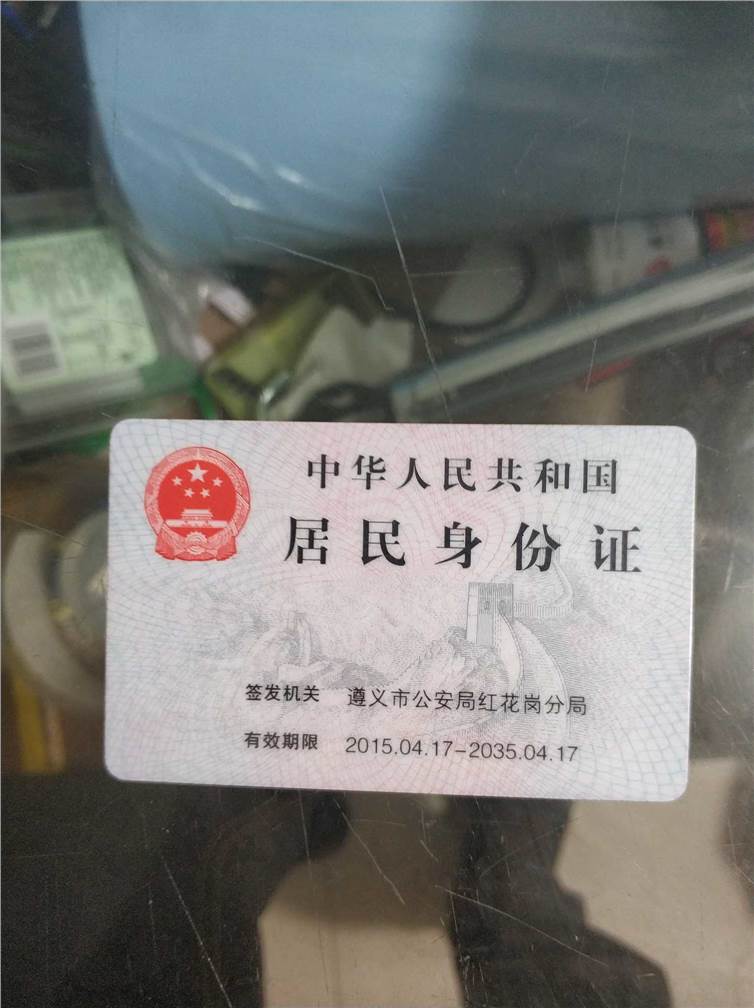 中华人民共和国
居民身份证
签发机关 遵义市公安局红花岗分局
有效期限 2015.04.17-2035.04.17